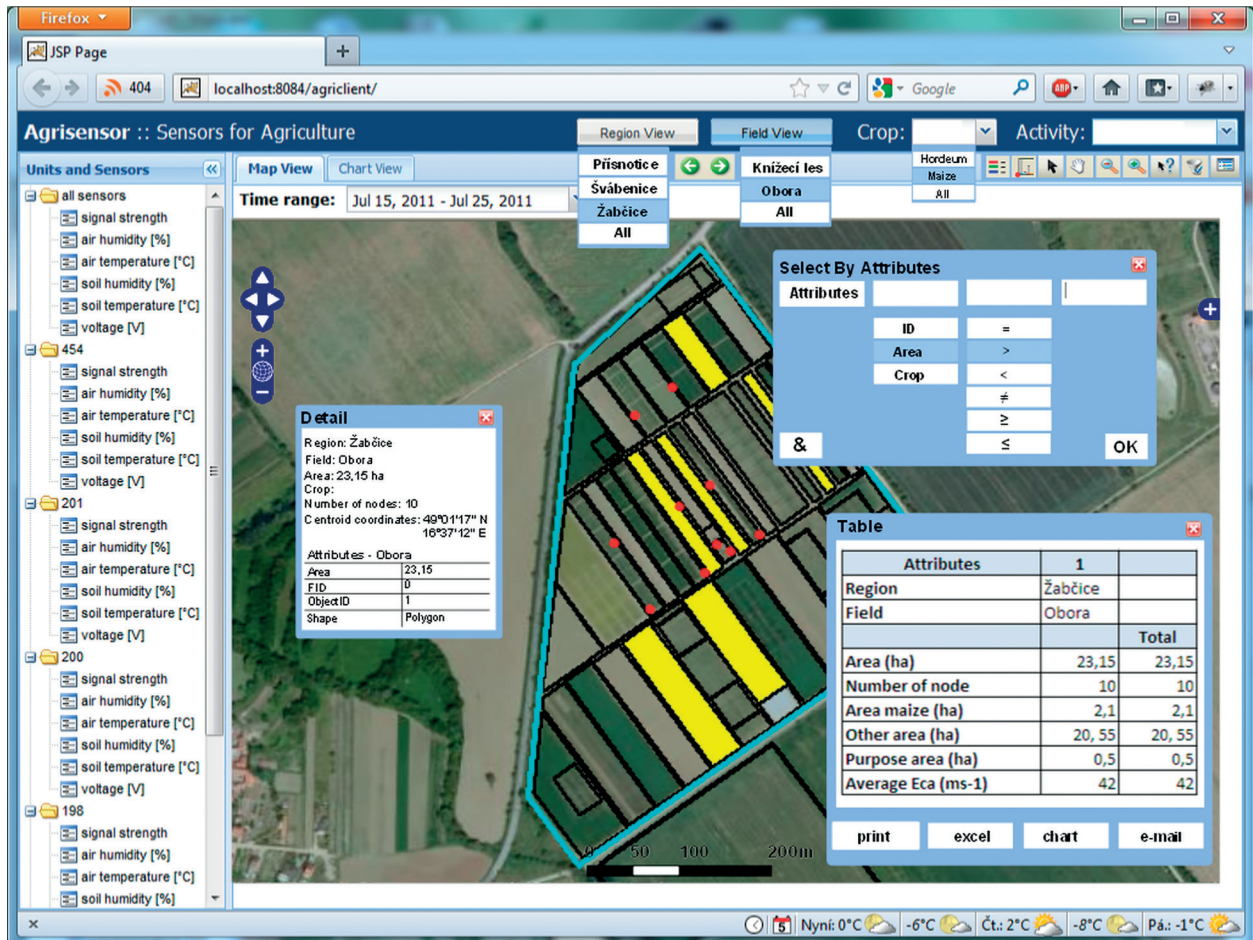 Firefox
JSP Page
404
localhost:8084/agriclient/
Google
ABP
Agrisensor :: Sensors for Agriculture
Region View
Field View
Crop:
Activity:
Přísnotice
Švábenice
Žabčice
All
Knížecí les
Obora
All
Hordeum
Maize
All
Units and Sensors
Map View
Chart View
Time range:
Jul 15, 2011 - Jul 25, 2011
all sensors
signal strength
air humidity [%]
air temperature [°C]
soil humidity [%]
soil temperature [°C]
voltage [V]
454
signal strength
air humidity [%]
air temperature [°C]
soil humidity [%]
soil temperature [°C]
voltage [V]
201
signal strength
air humidity [%]
air temperature [°C]
soil humidity [%]
soil temperature [°C]
voltage [V]
200
signal strength
air humidity [%]
air temperature [°C]
soil humidity [%]
soil temperature [°C]
voltage [V]
198
signal strength
air humidity [%]
air temperature [°C]
soil humidity [%]
Detail
Region: Žabčice
Field: Obora
Area: 23,15 ha
Crop:
Number of nodes: 10
Centroid coordinates: 49°01'17" N
16°37'12" E
Attributes - Obora
Area 23,15
FID 0
ObjectID 1
Shape Polygon
Select By Attributes
Attributes
ID =
Area >
Crop <
≠
≥
≤
&
OK
Table
Attributes 1
Region Žabčice
Field Obora
Total
Area (ha) 23,15 23,15
Number of node 10 10
Area maize (ha) 2,1 2,1
Other area (ha) 20, 55 20, 55
Purpose area (ha) 0,5 0,5
Average Eca (ms-1) 42 42
print excel chart e-mail
0 50 100 200m
5 Nyní: 0°C -6°C Čt.: 2°C -8°C Pá.: -1°C